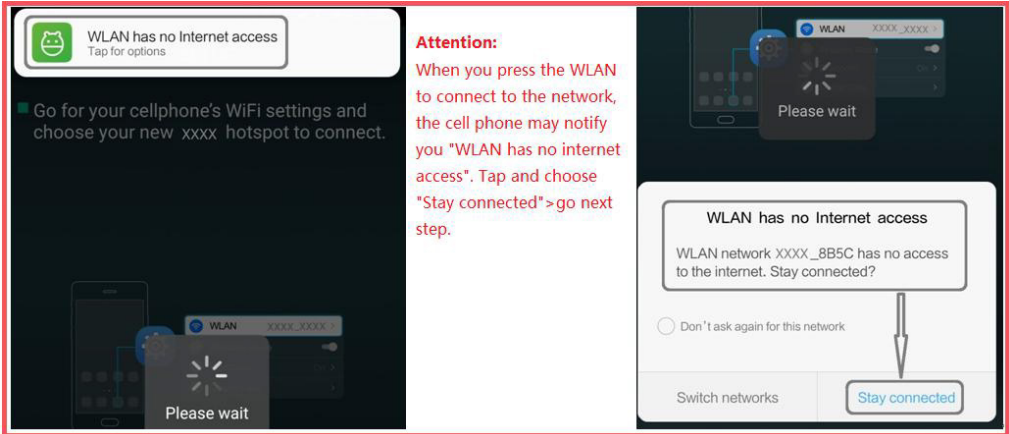 WLAN has no Internet access
Tap for options
Go for your cellphone's WiFi settings and
choose your new xxxx hotspot to connect.
WLAN XXXX_XXXX >
Please wait
Attention:
When you press the WLAN
to connect to the network,
the cell phone may notify
you "WLAN has no internet
access". Tap and choose
"Stay connected">go next
step.
WLAN XXXX_XXXX >
On >
Please wait
WLAN has no Internet access
WLAN network XXXX_8B5C has no access
to the internet. Stay connected?
Don't ask again for this network
Switch networks
Stay connected